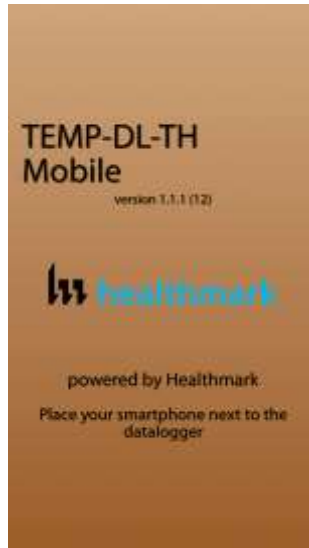 TEMP-DL-TH
Mobile
version 1.1.1 (12)
healthmark
powered by Healthmark
Place your smartphone next to the
datalogger